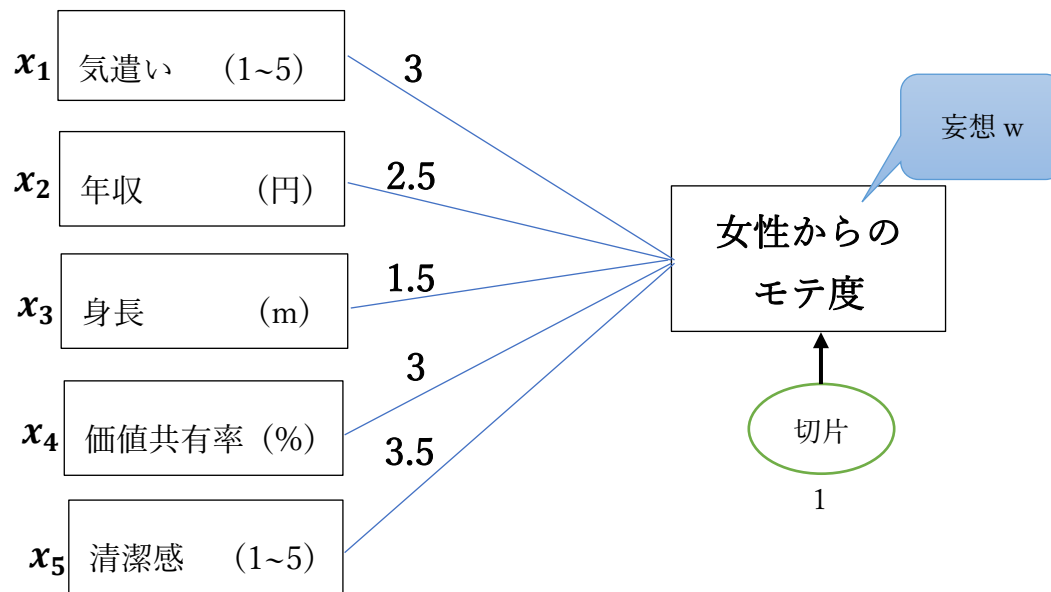 x₁ 気遣い (1~5) 3
妄想 w
x₂ 年収 (円) 2.5
女性からの
モテ度
x₃ 身長 (m) 1.5
x₄ 価値共有率 (%) 3
切片
1
x₅ 清潔感 (1~5) 3.5